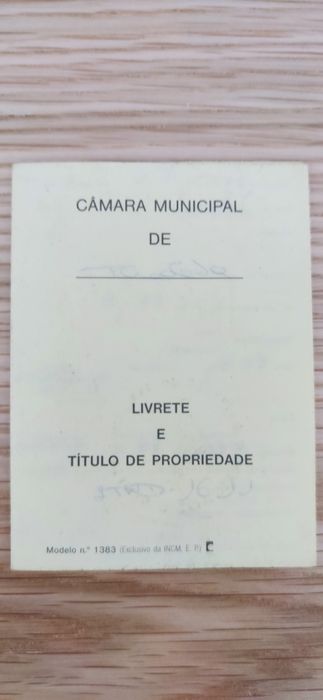 CÂMARA MUNICIPAL
DE
LIVRETE
E
TÍTULO DE PROPRIEDADE
Modelo n.º 1383 (Exclusivo da INCM, E. P.)